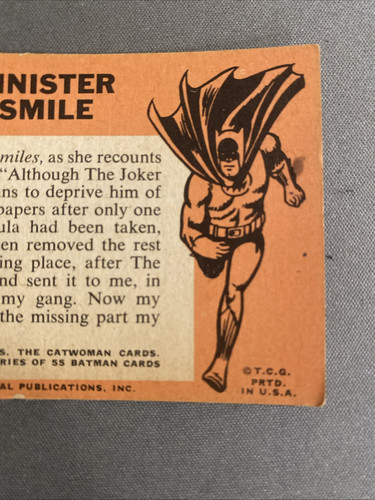 INISTER
SMILE
miles, as she recounts
"Although The Joker
ns to deprive him of
papers after only one
ula had been taken,
en removed the rest
ing place, after The
nd sent it to me, in
my gang. Now my
the missing part my
S. THE CATWOMAN CARDS.
RIES OF 55 BATMAN CARDS
AL PUBLICATIONS, INC.
©T.C.G.
PRTD.
IN U.S.A.